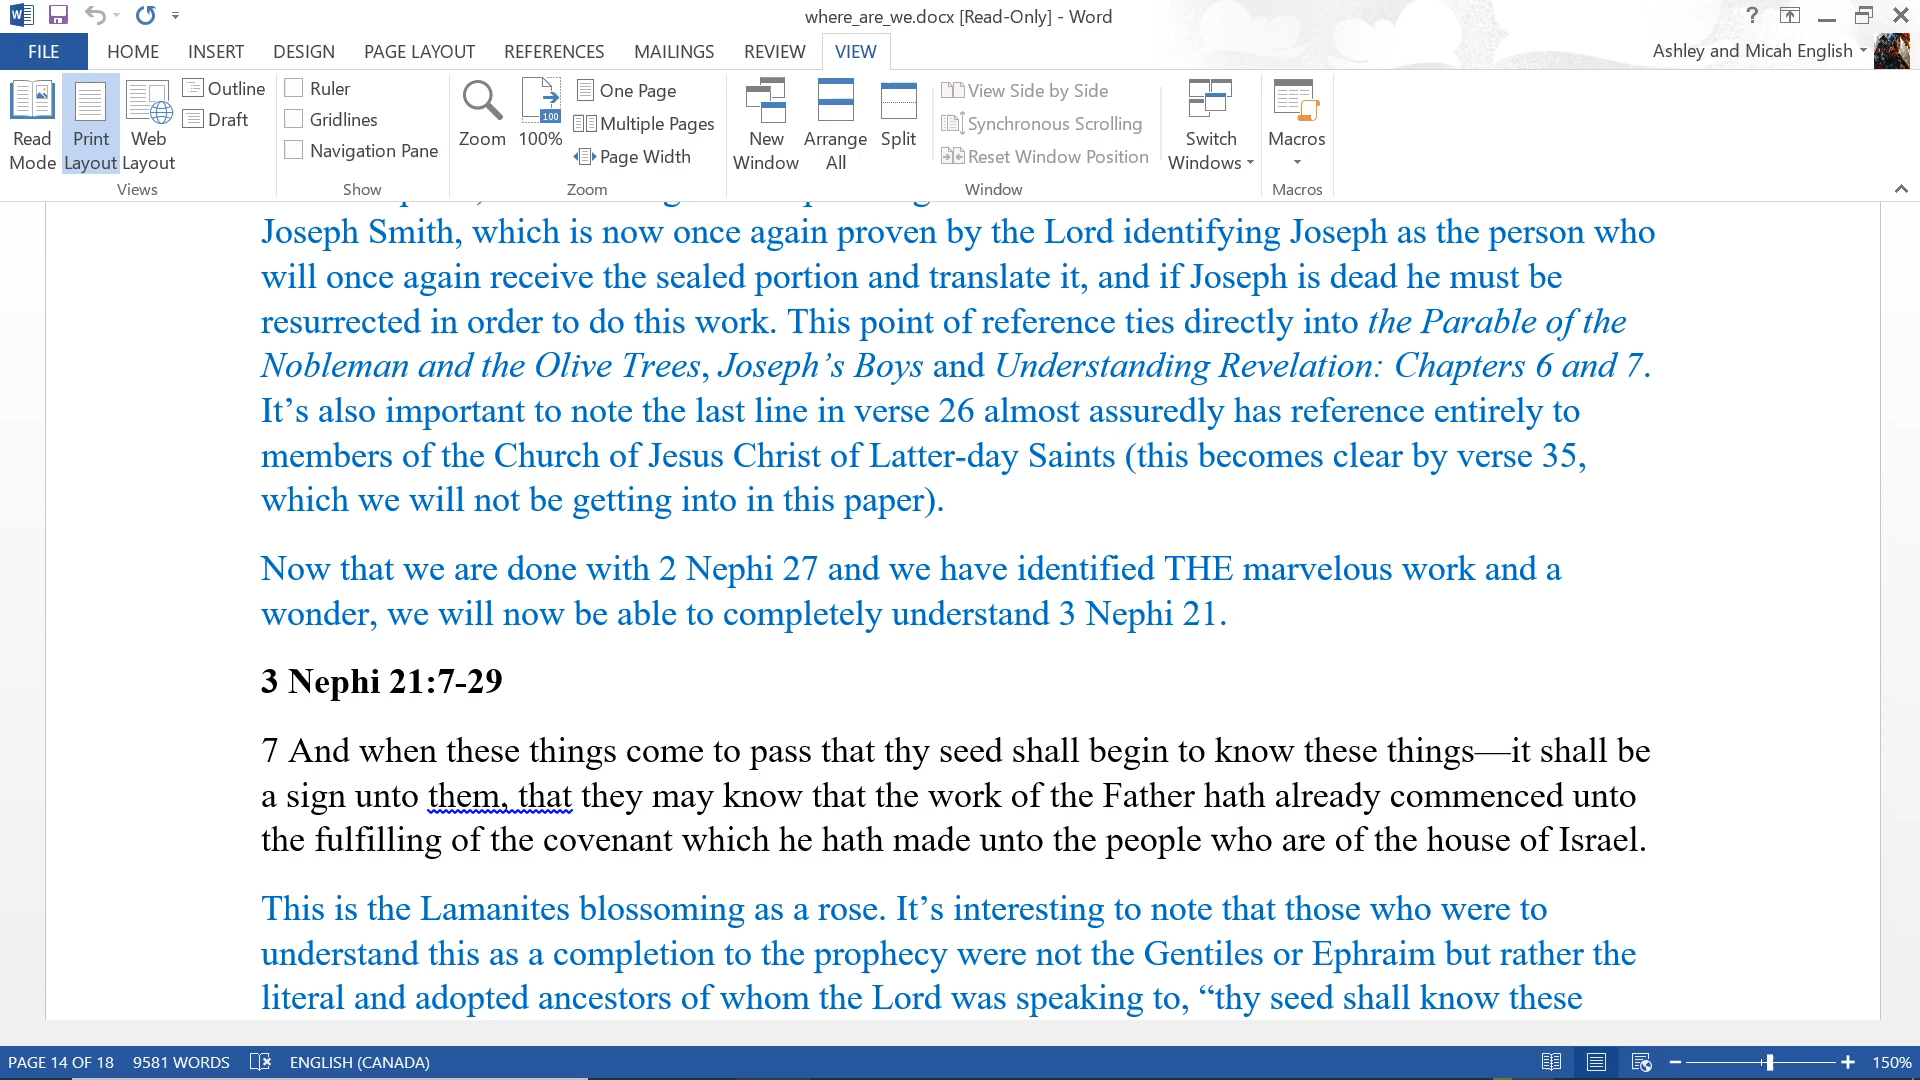 where_are_we.docx [Read-Only] - Word
?
FILE HOME INSERT DESIGN PAGE LAYOUT REFERENCES MAILINGS REVIEW VIEW
Ashley and Micah English
Read Mode
Print Layout
Web Layout
Outline
Draft
Views
Ruler
Gridlines
Navigation Pane
Show
Zoom
100
100%
One Page
Multiple Pages
Page Width
Zoom
New Window
Arrange All
Split
View Side by Side
Synchronous Scrolling
Reset Window Position
Window
Switch Windows
Macros
Macros
Joseph Smith, which is now once again proven by the Lord identifying Joseph as the person who
will once again receive the sealed portion and translate it, and if Joseph is dead he must be
resurrected in order to do this work. This point of reference ties directly into the Parable of the
Nobleman and the Olive Trees, Joseph’s Boys and Understanding Revelation: Chapters 6 and 7.
It’s also important to note the last line in verse 26 almost assuredly has reference entirely to
members of the Church of Jesus Christ of Latter-day Saints (this becomes clear by verse 35,
which we will not be getting into in this paper).
Now that we are done with 2 Nephi 27 and we have identified THE marvelous work and a
wonder, we will now be able to completely understand 3 Nephi 21.
3 Nephi 21:7-29
7 And when these things come to pass that thy seed shall begin to know these things—it shall be
a sign unto them, that they may know that the work of the Father hath already commenced unto
the fulfilling of the covenant which he hath made unto the people who are of the house of Israel.
This is the Lamanites blossoming as a rose. It’s interesting to note that those who were to
understand this as a completion to the prophecy were not the Gentiles or Ephraim but rather the
literal and adopted ancestors of whom the Lord was speaking to, “thy seed shall know these
PAGE 14 OF 18 9581 WORDS ENGLISH (CANADA)
150%